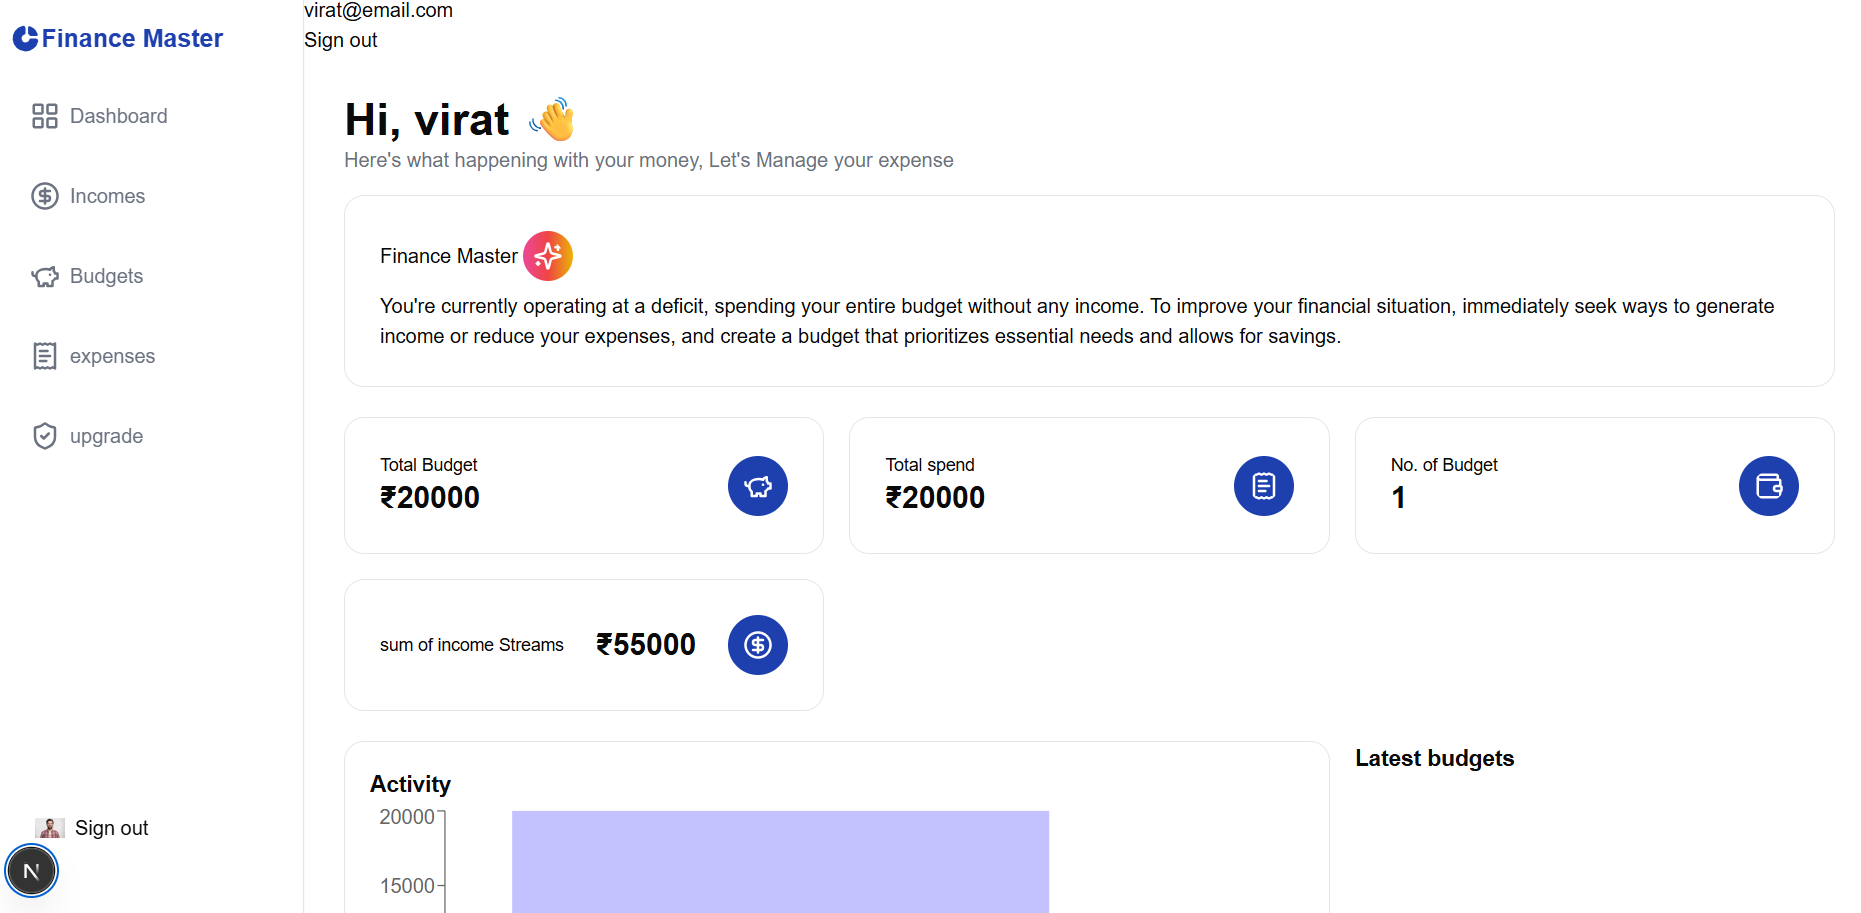 Finance Master
Dashboard
Incomes
Budgets
expenses
upgrade
Sign out
N
virat@email.com
Sign out
Hi, virat 👋
Here's what happening with your money, Let's Manage your expense
Finance Master
You're currently operating at a deficit, spending your entire budget without any income. To improve your financial situation, immediately seek ways to generate
income or reduce your expenses, and create a budget that prioritizes essential needs and allows for savings.
Total Budget
₹20000
Total spend
₹20000
No. of Budget
1
sum of income Streams ₹55000
Activity
20000
15000
Latest budgets